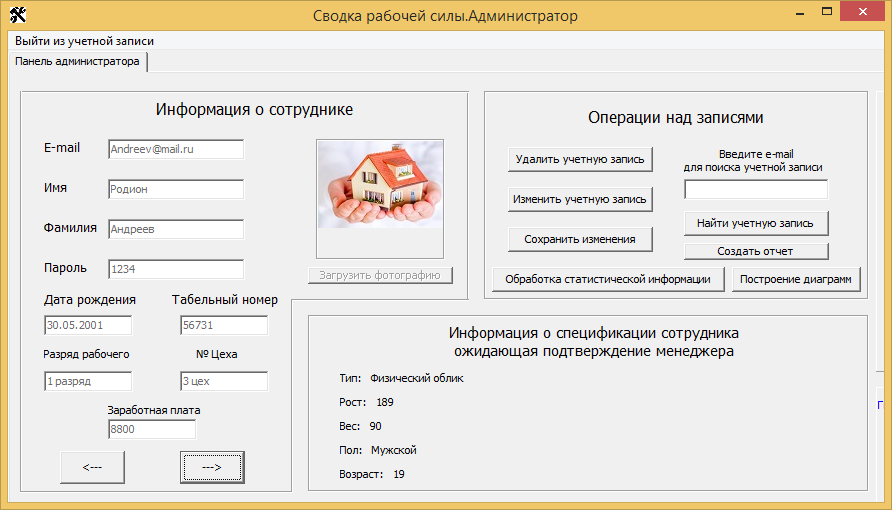 Сводка рабочей силы.Администратор
Выйти из учетной записи
Панель администратора
Информация о сотруднике
E-mail
Andreev@mail.ru
Имя
Родион
Фамилия
Андреев
Пароль
1234
Загрузить фотографию
Дата рождения
Табельный номер
30.05.2001
56731
Разряд рабочего
№ Цеха
1 разряд
3 цех
Заработная плата
8800
<---
--->
Операции над записями
Удалить учетную запись
Изменить учетную запись
Сохранить изменения
Введите e-mail
для поиска учетной записи
Найти учетную запись
Создать отчет
Обработка статистической информации
Построение диаграмм
Информация о спецификации сотрудника
ожидающая подтверждение менеджера
Тип: Физический облик
Рост: 189
Вес: 90
Пол: Мужской
Возраст: 19